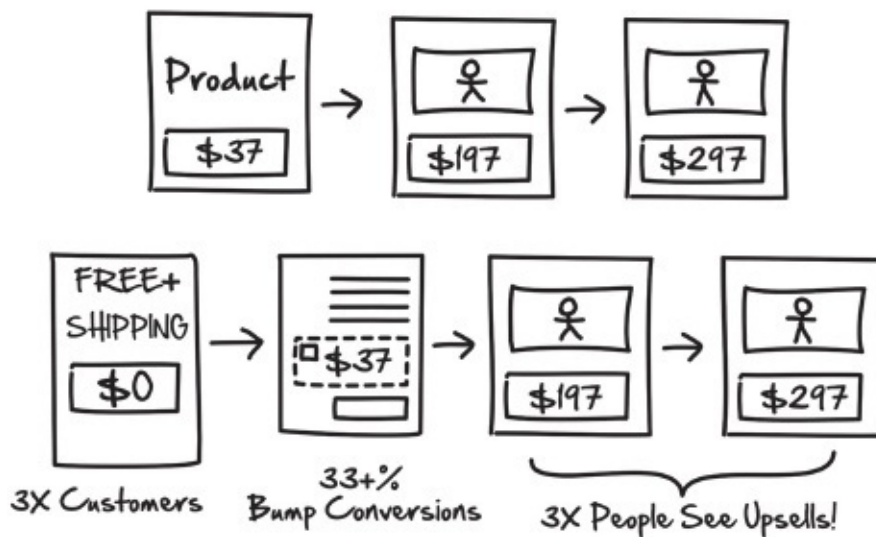 Product
$37
$197
$297
FREE+
SHIPPING
$0
$37
$197
$297
3X Customers
33+%
Bump Conversions
3X People See Upsells!